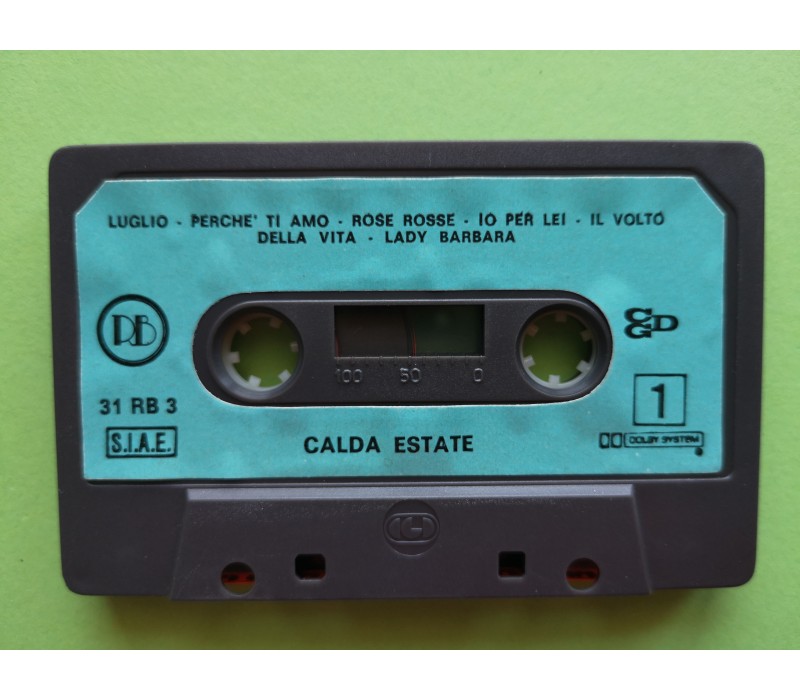 LUGLIO - PERCHE' TI AMO - ROSE ROSSE - IO PER LEI - IL VOLTO
DELLA VITA - LADY BARBARA
RB
CGD
100 50 0
31 RB 3
1
S.I.A.E.
CALDA ESTATE
DOLBY SYSTEM
®